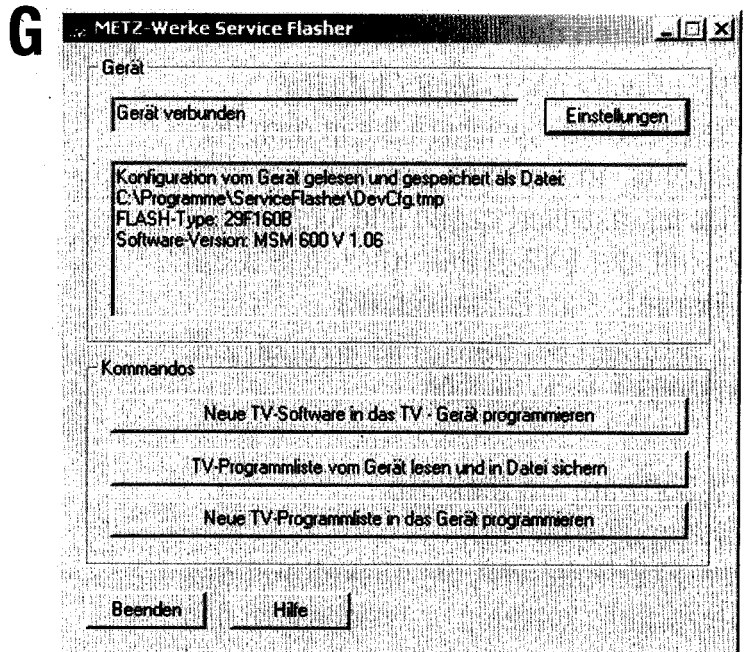 G
METZ-Werke Service Flasher
Gerät
Gerät verbunden
Einstellungen
Konfiguration vom Gerät gelesen und gespeichert als Datei:
C:\Programme\ServiceFlasher\DevCfg.tmp
FLASH-Type: 29F160B
Software-Version: MSM 600 V 1.06
Kommandos
Neue TV-Software in das TV - Gerät programmieren
TV-Programmliste vom Gerät lesen und in Datei sichern
Neue TV-Programmliste in das Gerät programmieren
Beenden
Hilfe